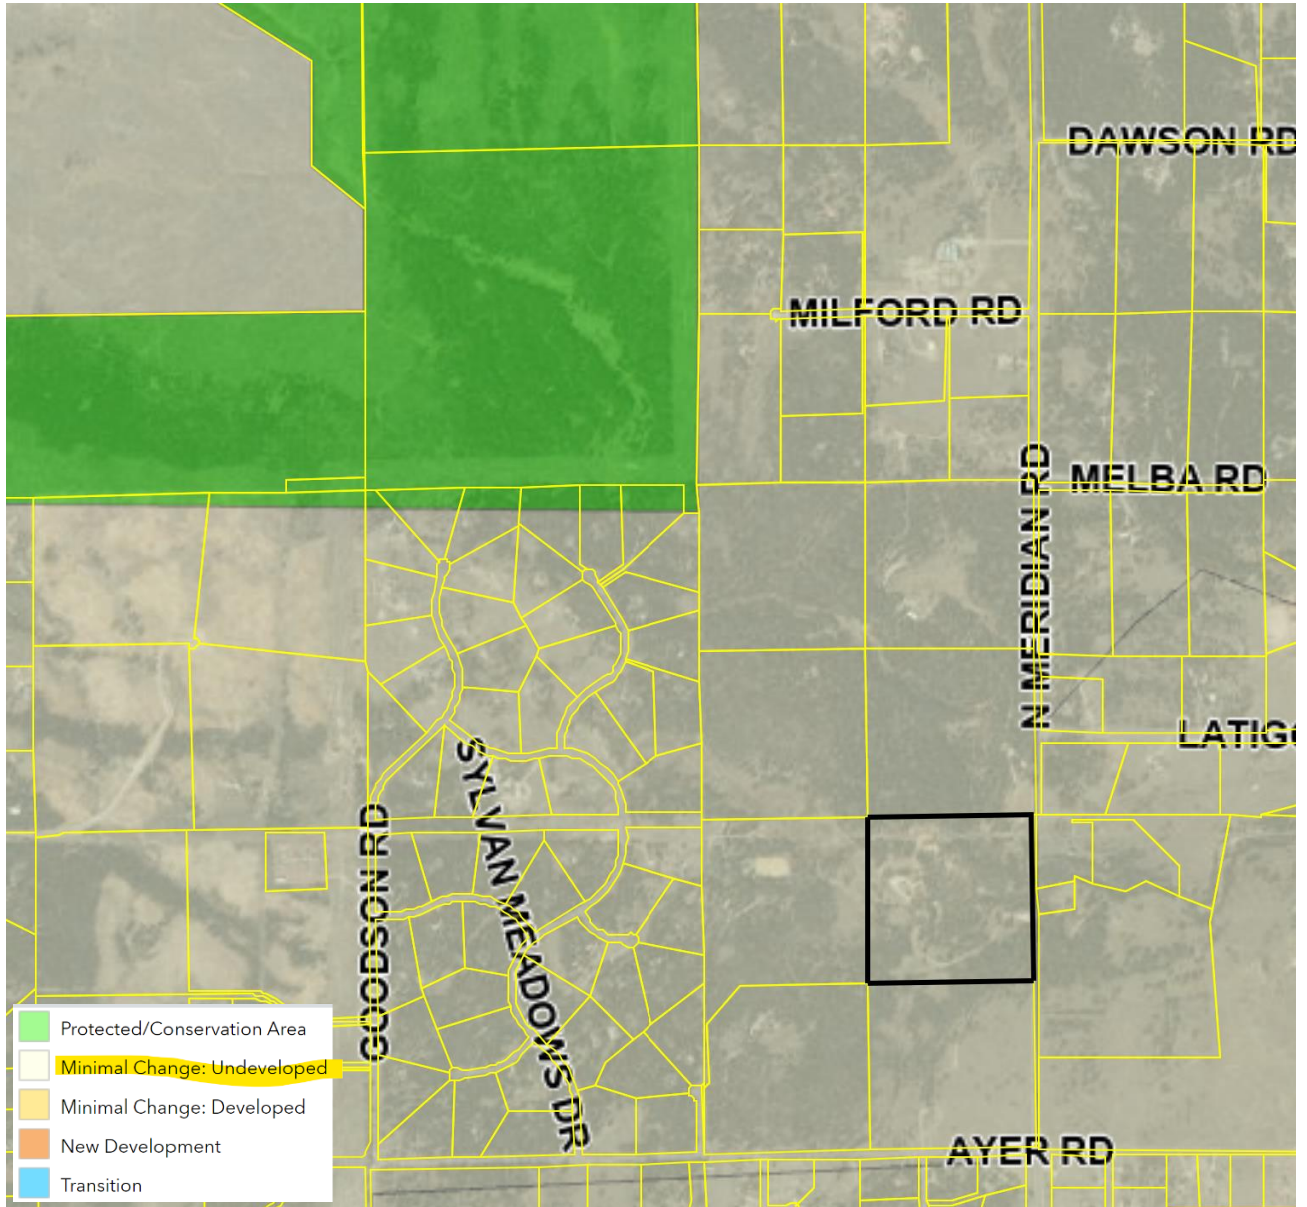 DAWSON RD
MILFORD RD
MELBA RD
N MERIDIAN RD
LATIG
SYLVAN MEADOWS DR
GOODSON RD
AYER RD
Protected/Conservation Area
Minimal Change: Undeveloped
Minimal Change: Developed
New Development
Transition